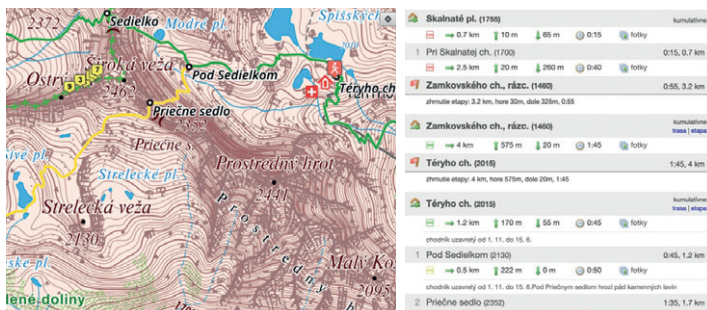 2372
Sedielko
Modré pl.
Spišských
Široká veža
Ostrý
9
3
7
2462
Pod Sedielkom
Téryho ch
Priečne sedlo
2352
Priečne s.
Sivé pl.
Strelecké pl.
Prostredný hrot
2441
Strelecká veža
2130
Prostredný h
Malý Ko
2095
ské pl.
lené doliny
Skalnaté pl. (1755)
kumulatívne
0.7 km 10 m 65 m 0:15 fotky
1 Pri Skalnatej ch. (1700) 0:15, 0.7 km
2.5 km 20 m 260 m 0:40 fotky
Zamkovského ch., rázc. (1460) 0:55, 3.2 km
zhrnutie etapy: 3.2 km, hore 30m, dole 325m, 0:55
Zamkovského ch., rázc. (1460)
kumulatívne
trasa | etapa
4 km 575 m 20 m 1:45 fotky
Téryho ch. (2015) 1:45, 4 km
zhrnutie etapy: 4 km, hore 575m, dole 20m, 1:45
Téryho ch. (2015)
kumulatívne
trasa | etapa
1.2 km 170 m 55 m 0:45 fotky
chodník uzavretý od 1. 11. do 15. 6.
1 Pod Sedielkom (2130) 0:45, 1.2 km
0.5 km 222 m 0 m 0:50 fotky
chodník uzavretý od 1. 11. do 15. 6.Pod Priečnym sedlom hrozí pád kamenných lavín
2 Priečne sedlo (2352) 1:35, 1.7 km